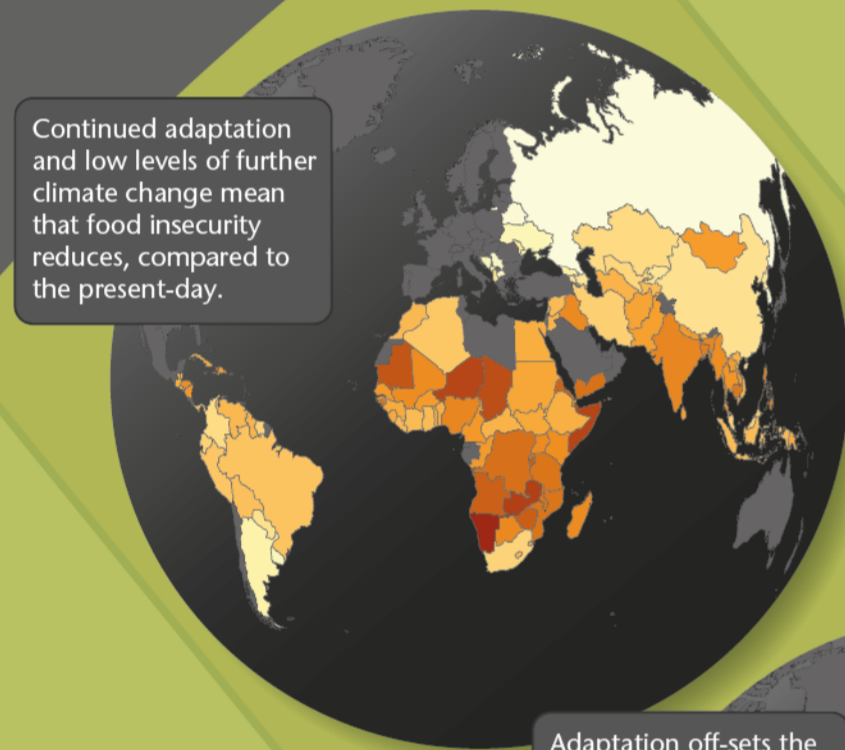 Continued adaptation
and low levels of further
climate change mean
that food insecurity
reduces, compared to
the present-day.
Adaptation off-sets the